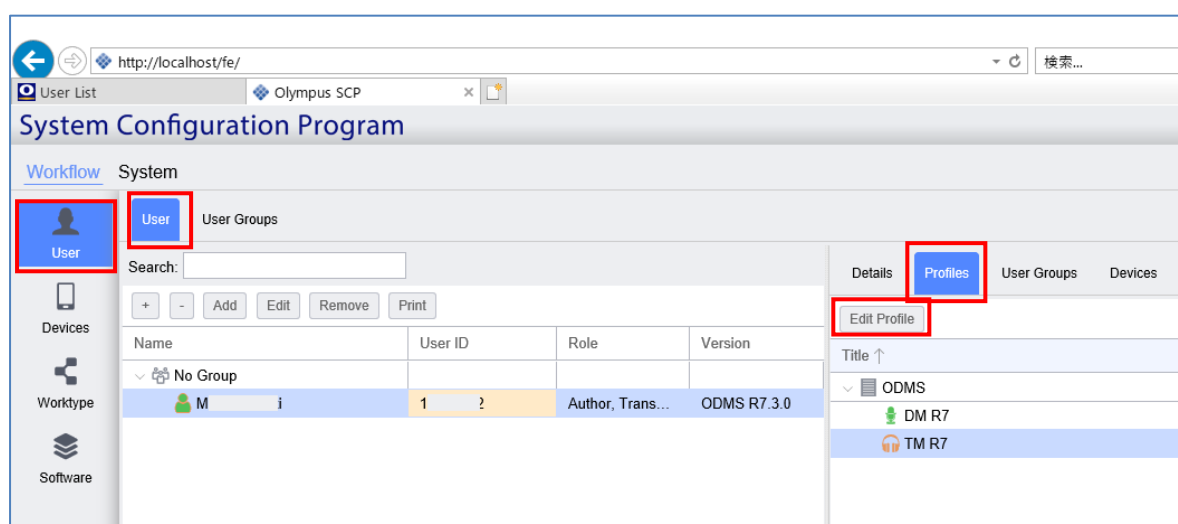 http://localhost/fe/
検索...
User List
Olympus SCP
System Configuration Program
Workflow System
User
Devices
Worktype
Software
User User Groups
Search:
+ - Add Edit Remove Print
Name User ID Role Version
No Group
M i 1 2 Author, Trans... ODMS R7.3.0
Details Profiles User Groups Devices
Edit Profile
Title ↑
ODMS
DM R7
TM R7